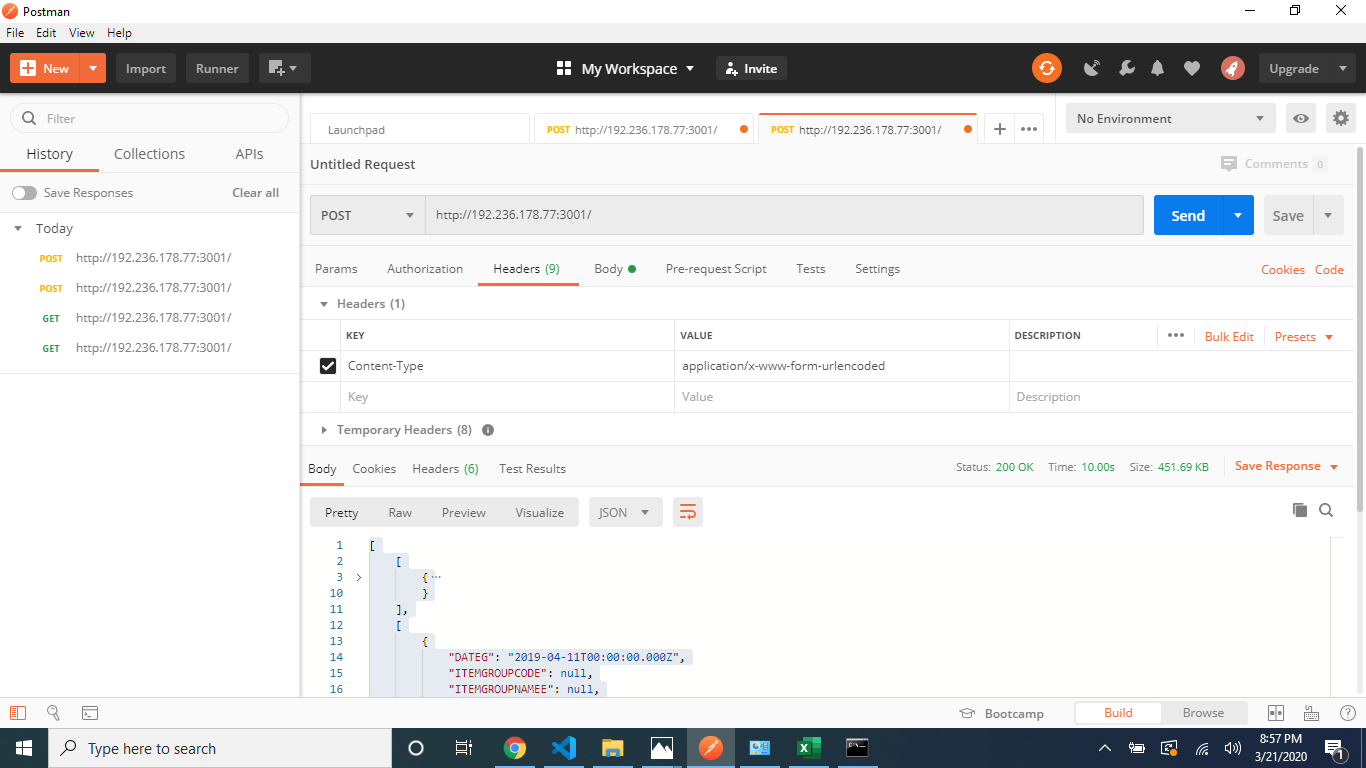 Postman
File Edit View Help
New Import Runner My Workspace Invite Upgrade
Filter
History Collections APIs
Save Responses Clear all
Today
POST http://192.236.178.77:3001/
POST http://192.236.178.77:3001/
GET http://192.236.178.77:3001/
GET http://192.236.178.77:3001/
Launchpad POST http://192.236.178.77:3001/ POST http://192.236.178.77:3001/ No Environment
Untitled Request Comments 0
POST http://192.236.178.77:3001/ Send Save
Params Authorization Headers (9) Body Pre-request Script Tests Settings Cookies Code
Headers (1)
KEY VALUE DESCRIPTION Bulk Edit Presets
Content-Type application/x-www-form-urlencoded
Key Value Description
Temporary Headers (8)
Body Cookies Headers (6) Test Results Status: 200 OK Time: 10.00s Size: 451.69 KB Save Response
Pretty Raw Preview Visualize JSON
1 [
2 [
3 { ...
10 }
11 ],
12 [
13 {
14 "DATEG": "2019-04-11T00:00:00.000Z",
15 "ITEMGROUPCODE": null,
16 "ITEMGROUPNAMEE": null,
Bootcamp Build Browse
Type here to search
8:57 PM
3/21/2020
1